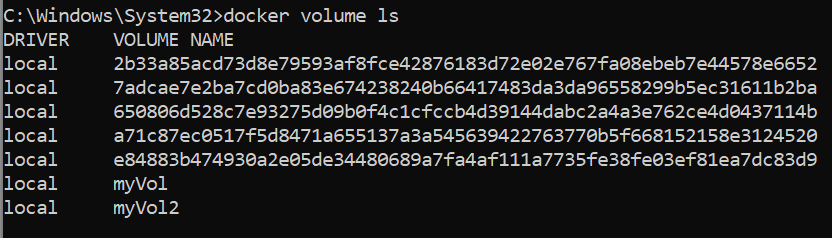 C:\Windows\System32>docker volume ls
DRIVER    VOLUME NAME
local     2b33a85acd73d8e79593af8fce42876183d72e02e767fa08ebeb7e44578e6652
local     7adcae7e2ba7cd0ba83e674238240b66417483da3da96558299b5ec31611b2ba
local     650806d528c7e93275d09b0f4c1cfccb4d39144dabc2a4a3e762ce4d0437114b
local     a71c87ec0517f5d8471a655137a3a545639422763770b5f668152158e3124520
local     e84883b474930a2e05de34480689a7fa4af111a7735fe38fe03ef81ea7dc83d9
local     myVol
local     myVol2